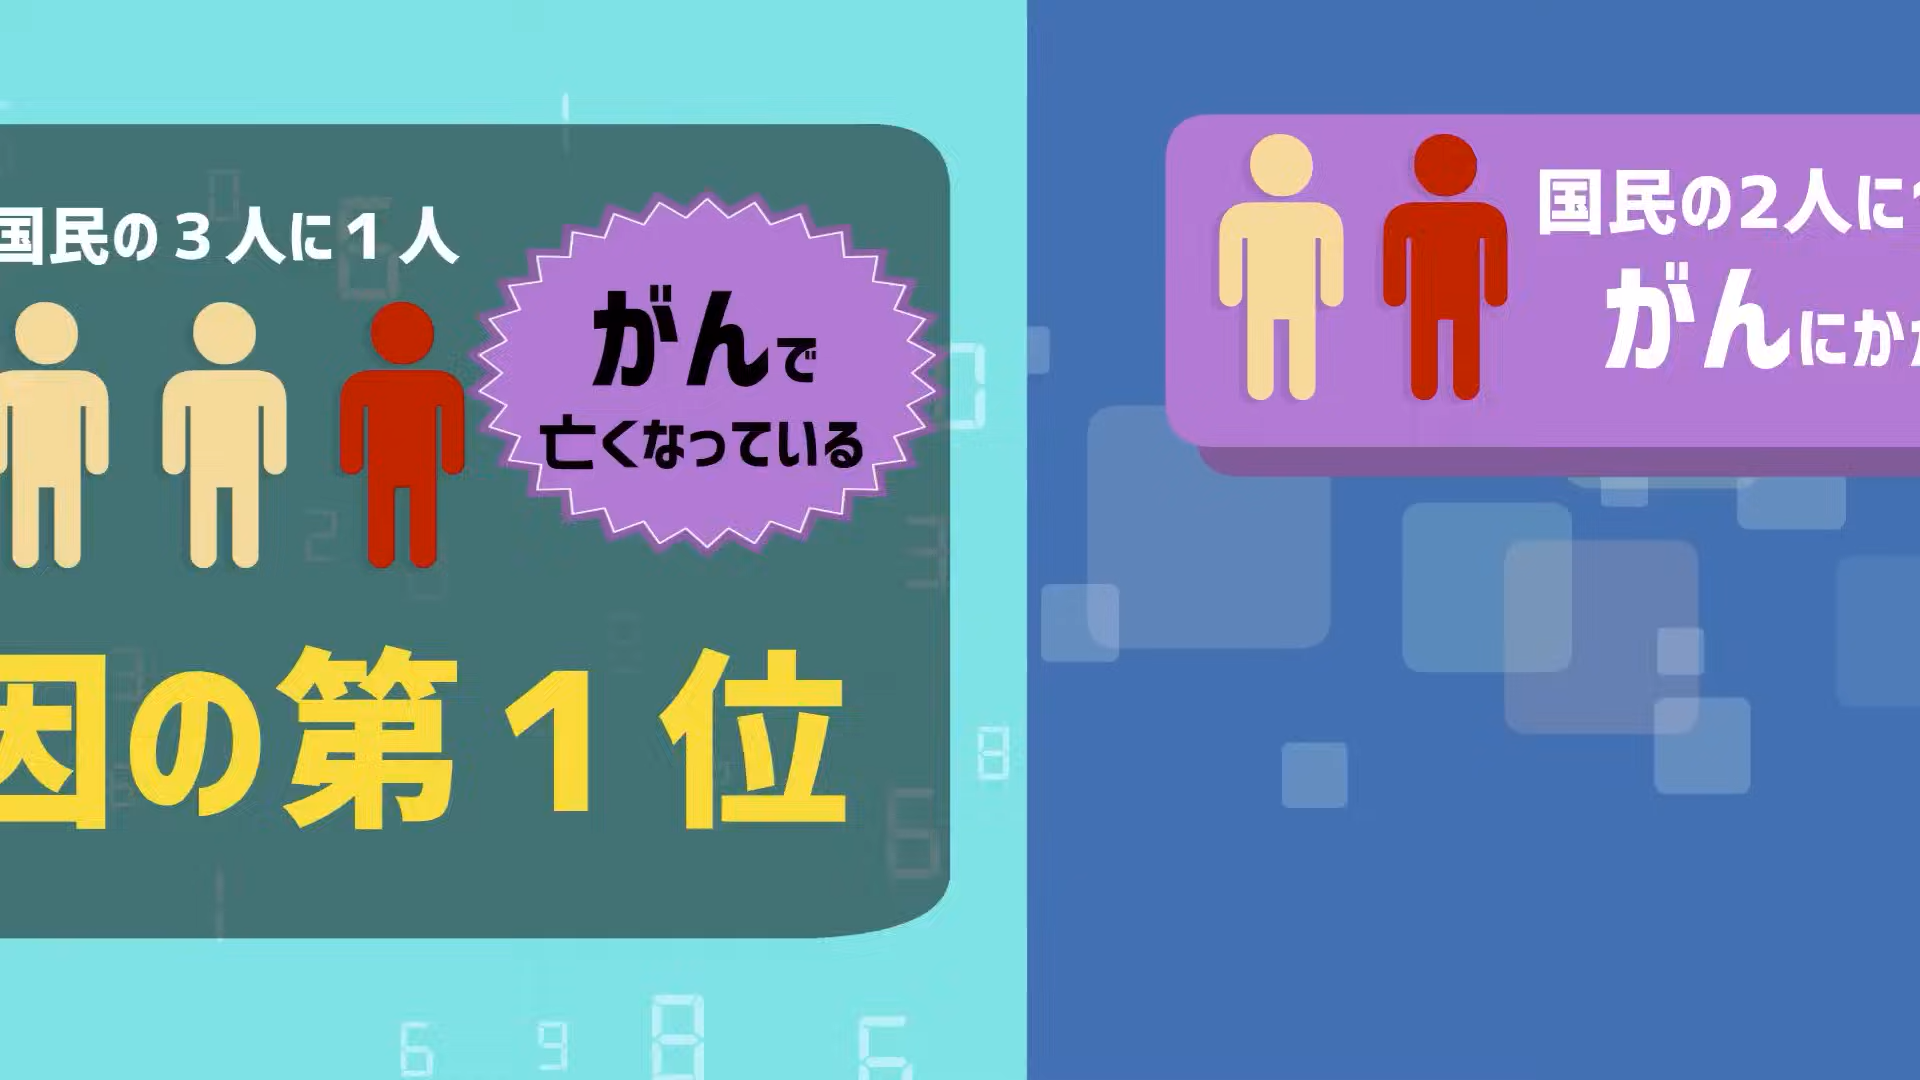 国民の３人に１人
がんで
亡くなっている
因の第１位
国民の2人に
がんにか